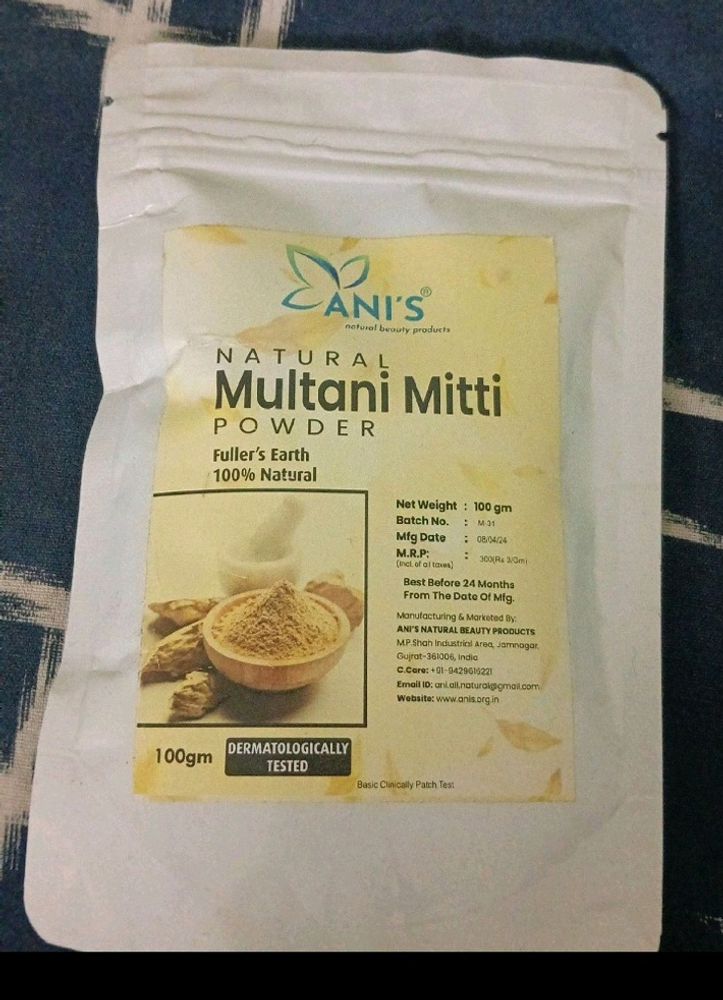 ANI'S®
natural beauty products
NATURAL
Multani Mitti
POWDER
Fuller's Earth
100% Natural
Net Weight : 100 gm
Batch No. : M-31
Mfg Date : 08/04/24
M.R.P: : 300(Rs 3/Gm)
(Incl. of all taxes)
Best Before 24 Months
From The Date Of Mfg.
Manufacturing & Marketed By:
ANI'S NATURAL BEAUTY PRODUCTS
M.P.Shah Industrial Area, Jamnagar,
Gujrat-361006, India
C.Care: +91-9429616221
Email ID: ani.all.natural@gmail.com
Website: www.anis.org.in
100gm
DERMATOLOGICALLY
TESTED
Basic Clinically Patch Test